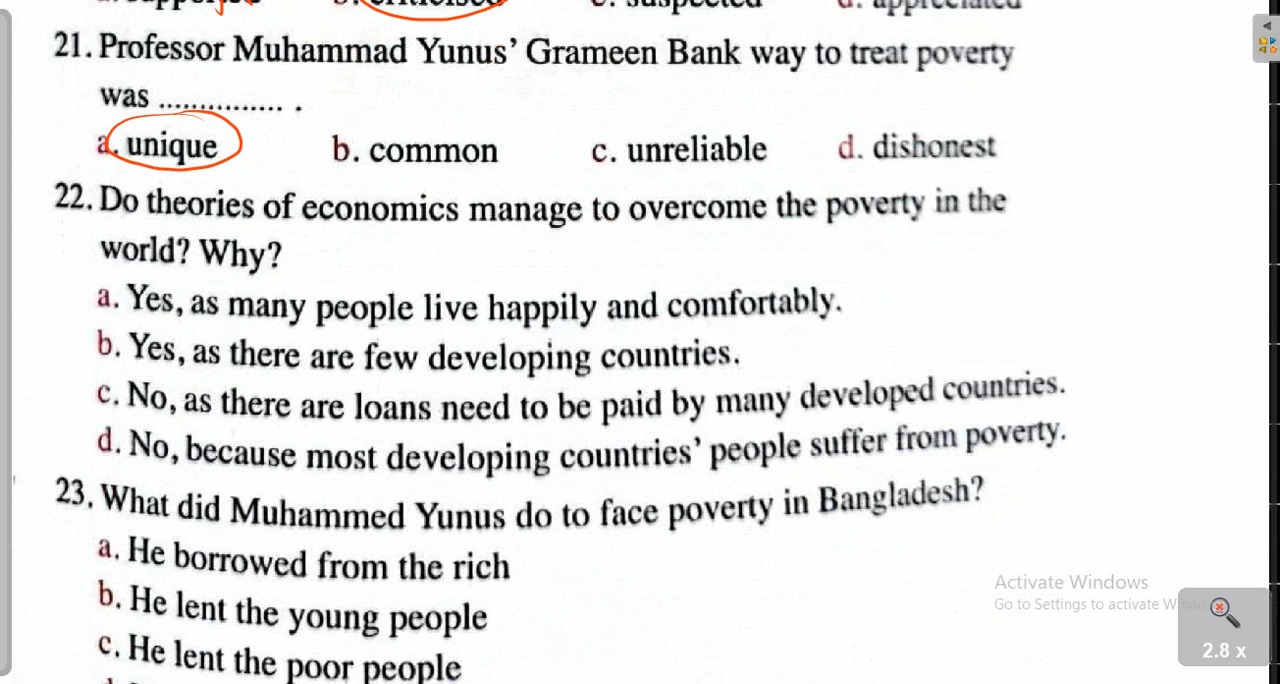 b. criticised c. suspected d. appreciated
21. Professor Muhammad Yunus' Grameen Bank way to treat poverty
was ............... .
a. unique b. common c. unreliable d. dishonest
22. Do theories of economics manage to overcome the poverty in the
world? Why?
a. Yes, as many people live happily and comfortably.
b. Yes, as there are few developing countries.
c. No, as there are loans need to be paid by many developed countries.
d. No, because most developing countries' people suffer from poverty.
23. What did Muhammed Yunus do to face poverty in Bangladesh?
a. He borrowed from the rich
b. He lent the young people
c. He lent the poor people
Activate Windows
Go to Settings to activate
2.8 x